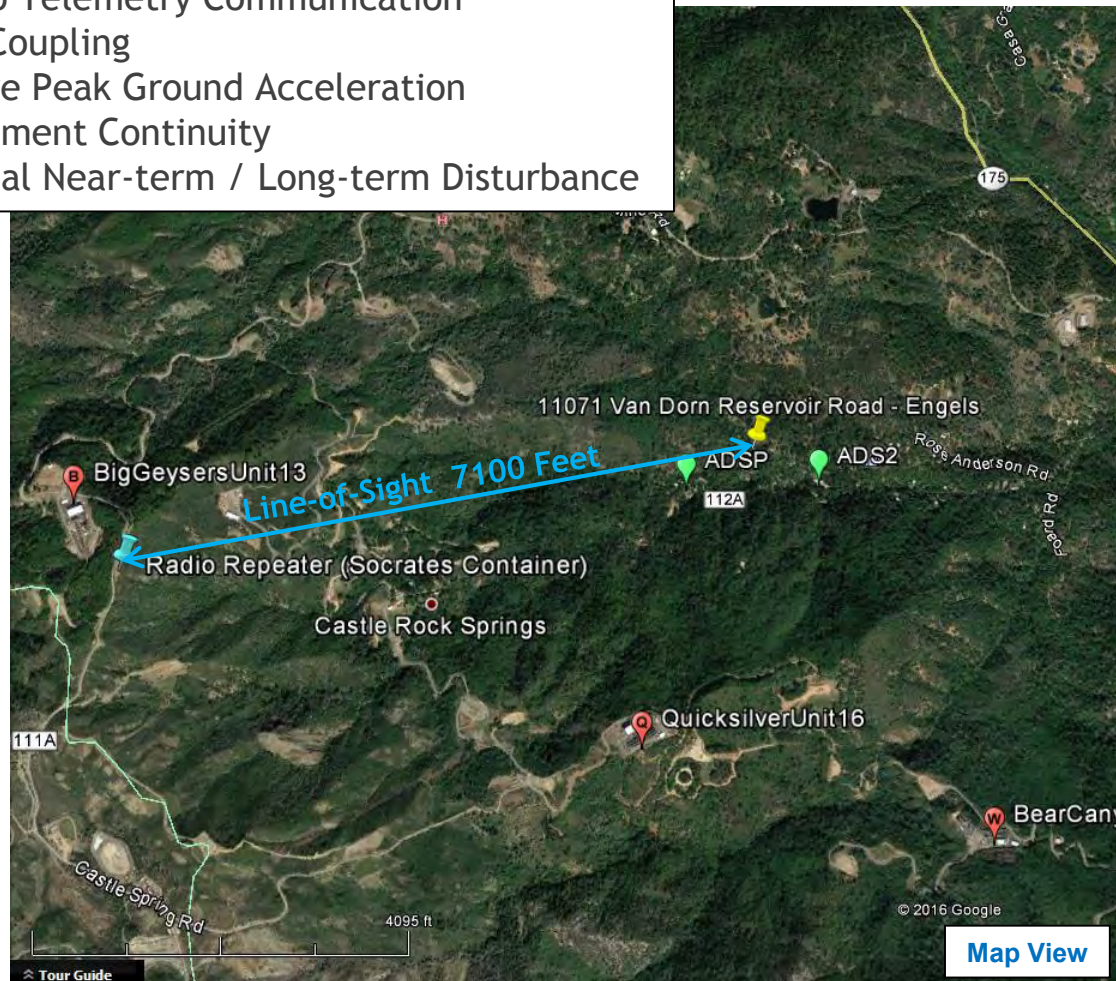 Telemetry Communication
Coupling
Peak Ground Acceleration
Continuity
Near-term / Long-term Disturbance
175
H
11071 Van Dorn Reservoir Road - Engels
Rose Anderson Rd
ADSP
ADS2
BigGeysersUnit13
B
Line-of-Sight 7100 Feet
112A
Foard Rd
Radio Repeater (Socrates Container)
Castle Rock Springs
QuicksilverUnit16
Q
111A
W
Castle Spring Rd
4095 ft
© 2016 Google
Map View
Tour Guide